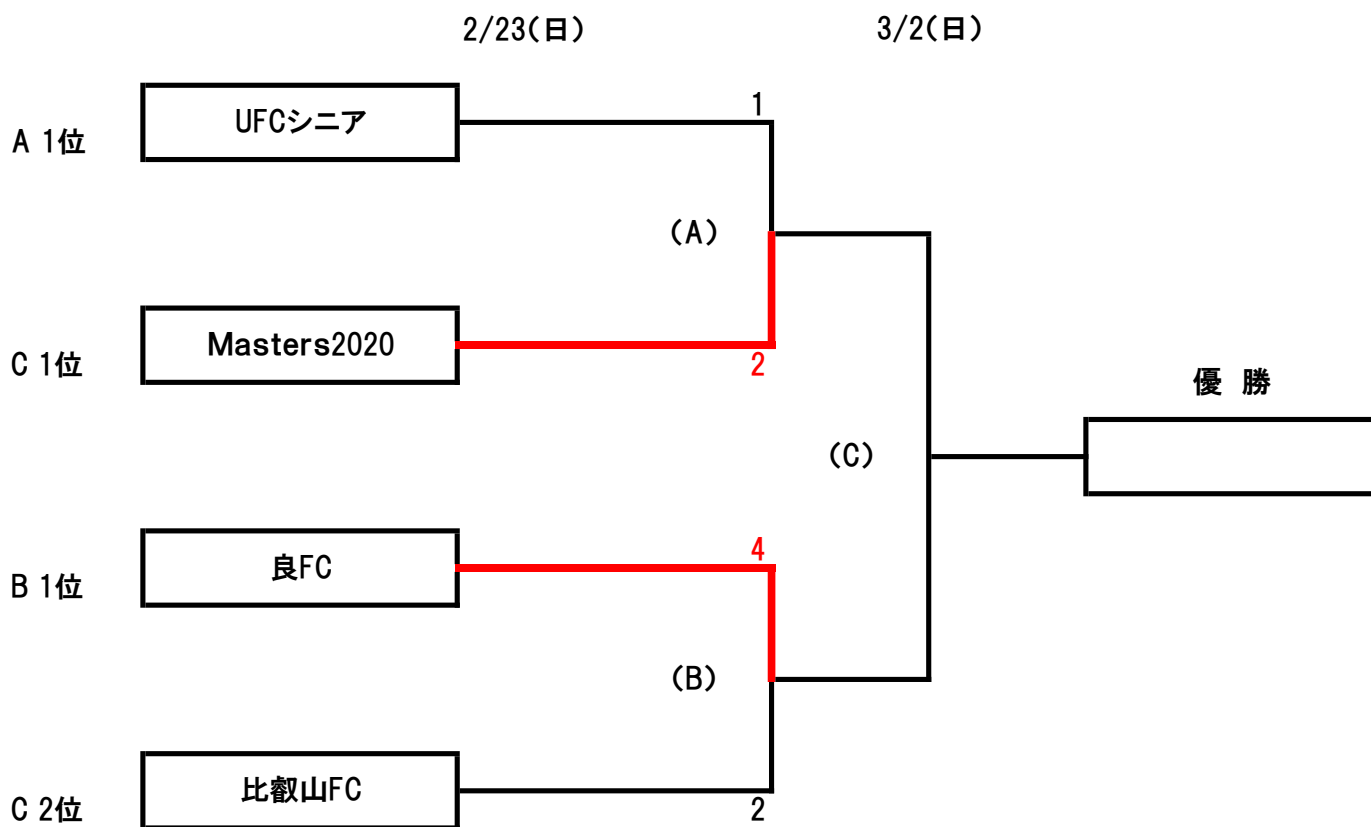 2/23(日) 3/2(日)
1
UFCシニア
A 1位
(A)
Masters2020
C 1位
2
優 勝
(C)
4
良FC
B 1位
(B)
比叡山FC
C 2位
2